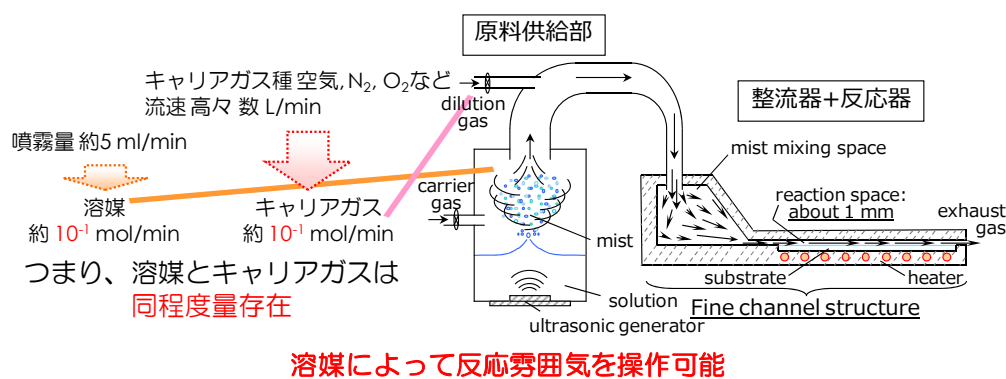 原料供給部
キャリアガス種 空気, N₂, O₂など
流速 高々 数 L/min
dilution
gas
整流器+反応器
噴霧量 約5 ml/min
mist mixing space
carrier
gas
reaction space:
about 1 mm
exhaust
gas
溶媒
キャリアガス
約 10⁻¹ mol/min
約 10⁻¹ mol/min
mist
つまり、溶媒とキャリアガスは
同程度量存在
substrate
heater
solution
Fine channel structure
ultrasonic generator
溶媒によって反応雰囲気を操作可能